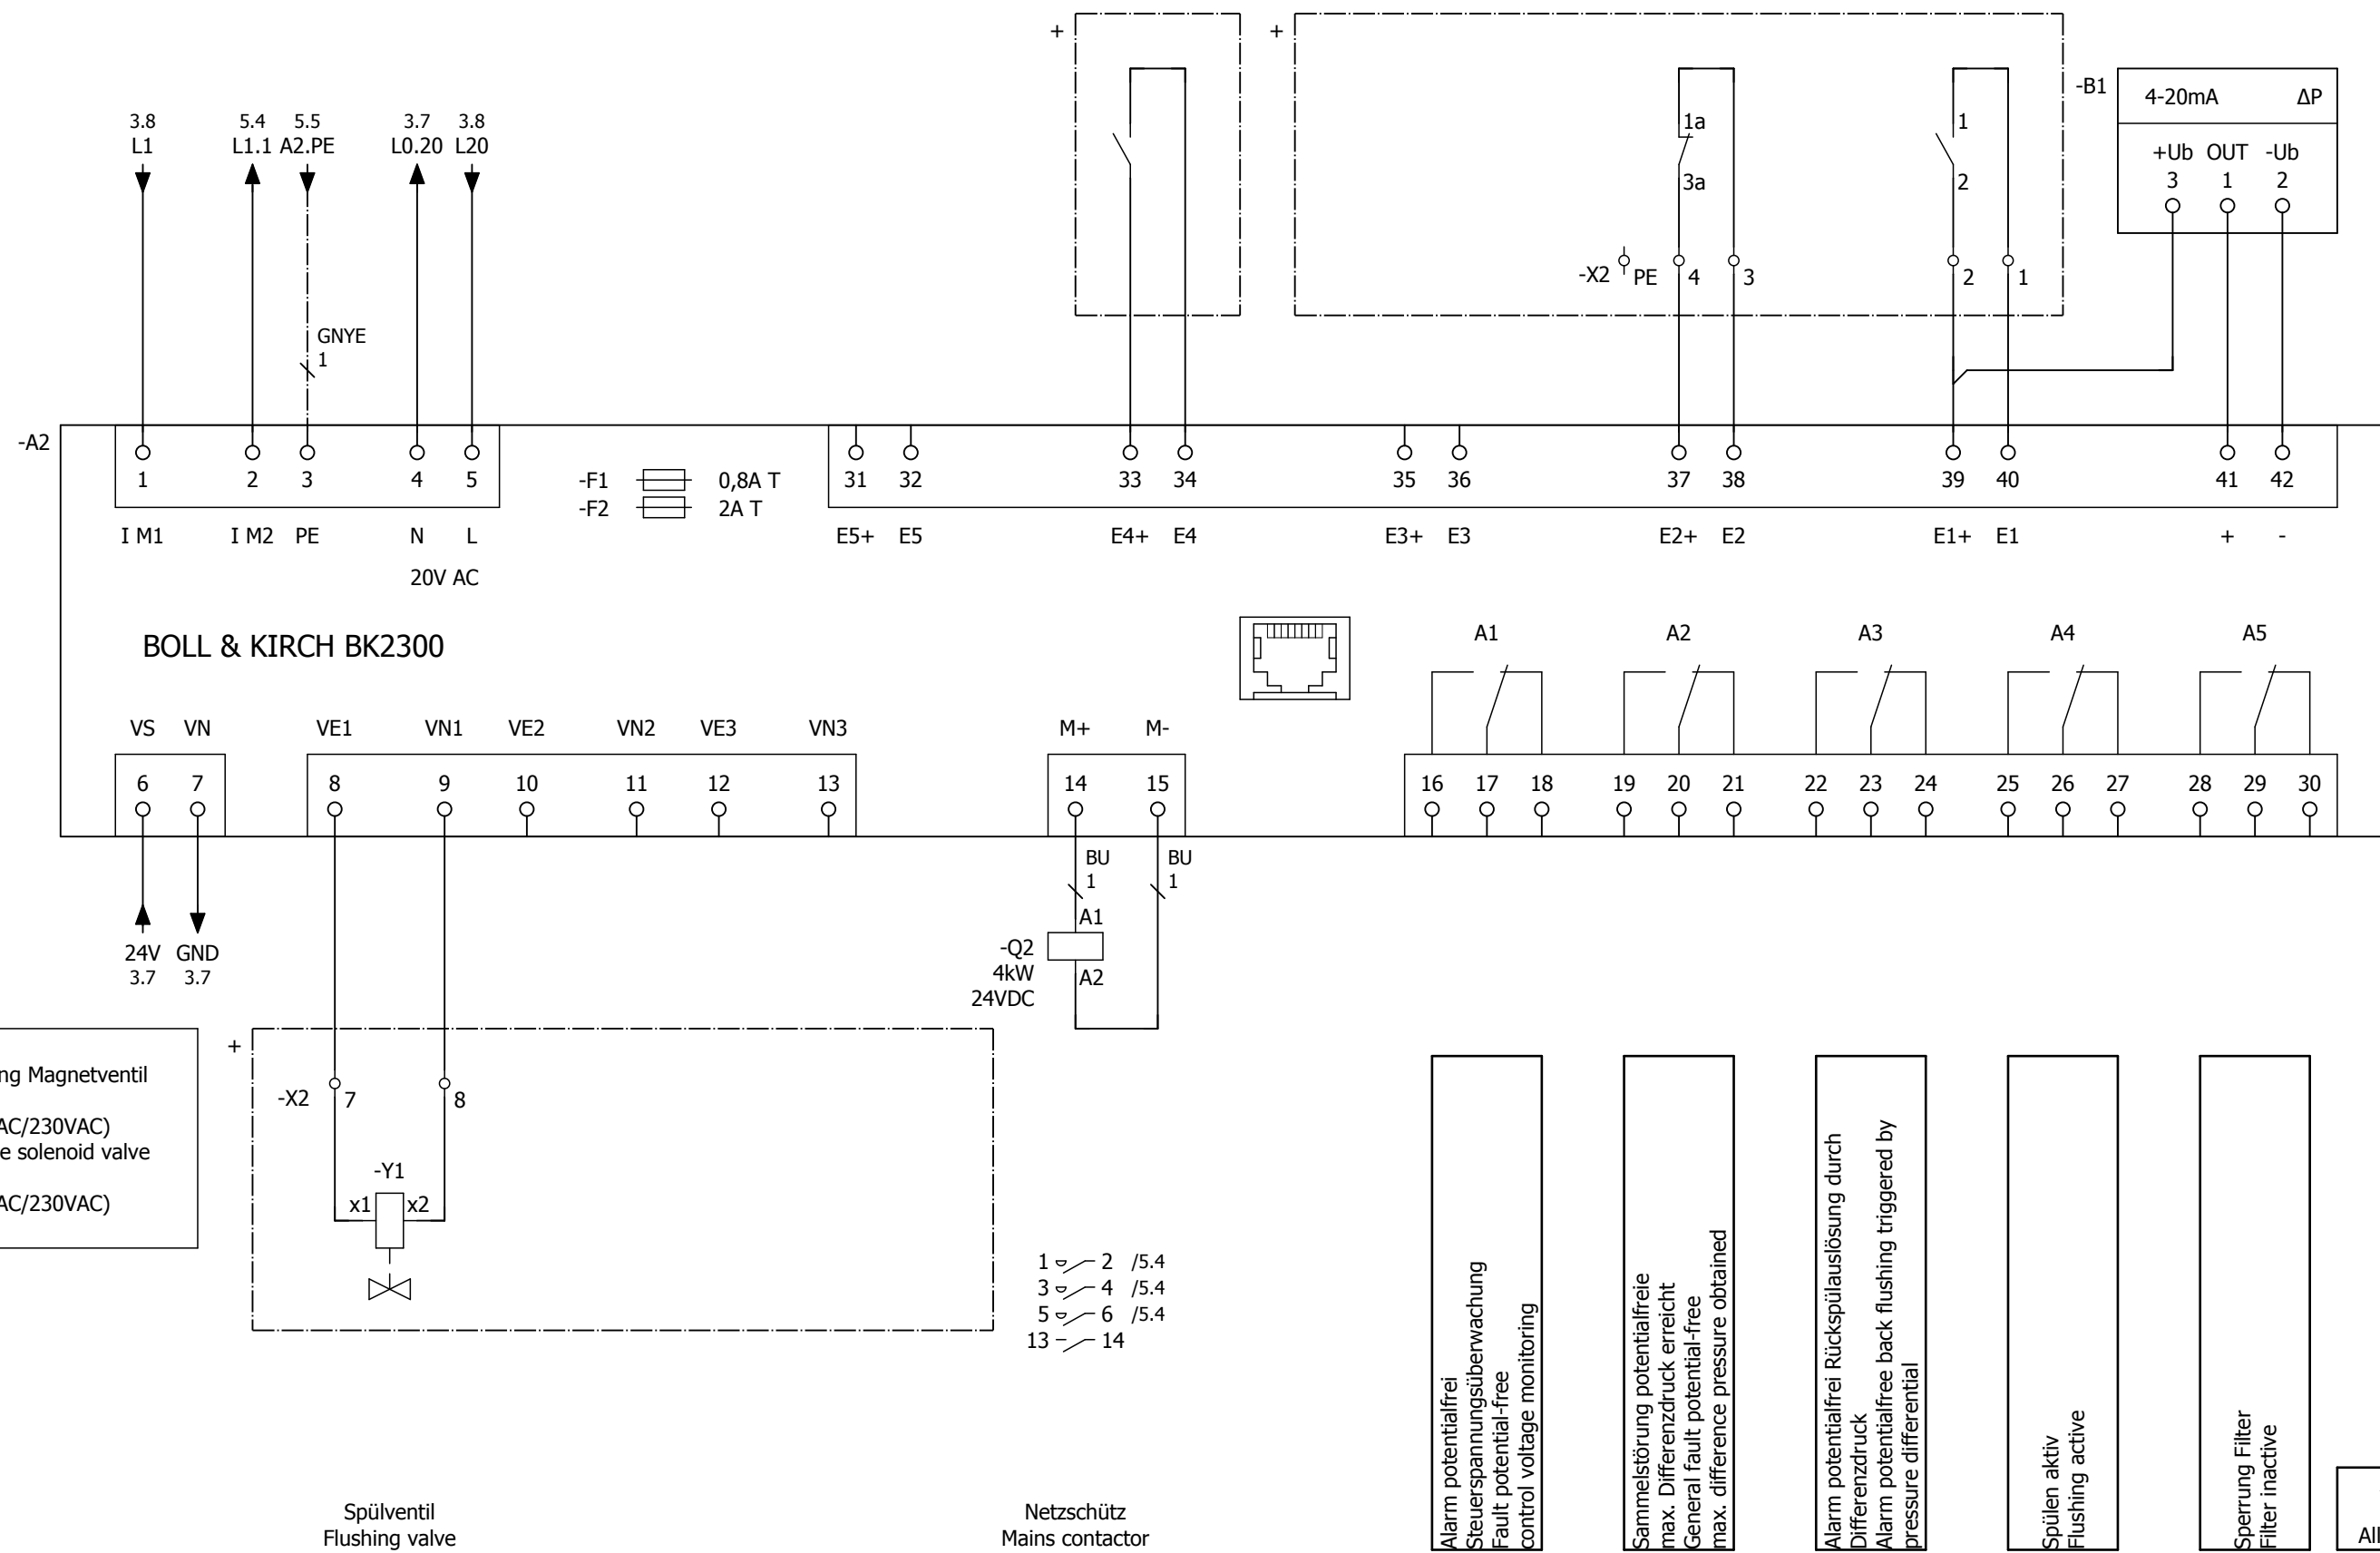 + +
-B1
4-20mA ΔP
+Ub OUT -Ub
3 1 2
3.8 5.4 5.5 3.7 3.8
L1 L1.1 A2.PE L0.20 L20
1a 1
3a 2
-X2 PE 4 3 2 1
GNYE
1
-A2
1 2 3 4 5
-F1 0,8A T
-F2 2A T
31 32 33 34 35 36 37 38 39 40 41 42
I M1 I M2 PE N L
20V AC
E5+ E5 E4+ E4 E3+ E3 E2+ E2 E1+ E1 + -
BOLL & KIRCH BK2300
A1 A2 A3 A4 A5
VS VN VE1 VN1 VE2 VN2 VE3 VN3 M+ M-
6 7 8 9 10 11 12 13 14 15 16 17 18 19 20 21 22 23 24 25 26 27 28 29 30
BU BU
1 1
24V GND
3.7 3.7
A1
-Q2
4kW
24VDC
A2
ng Magnetventil
AC/230VAC)
e solenoid valve
AC/230VAC)
+
-X2 7 8
-Y1
x1 x2
1 2 /5.4
3 4 /5.4
5 6 /5.4
13 14
Alarm potentialfrei
Steuerspannungsüberwachung
Fault potential-free
control voltage monitoring
Sammelstörung potentialfreie
max. Differenzdruck erreicht
General fault potential-free
max. difference pressure obtained
Alarm potentialfrei Rückspülauslösung durch
Differenzdruck
Alarm potentialfree back flushing triggered by
pressure differential
Spülen aktiv
Flushing active
Sperrung Filter
Filter inactive
Spülventil
Flushing valve
Netzschütz
Mains contactor